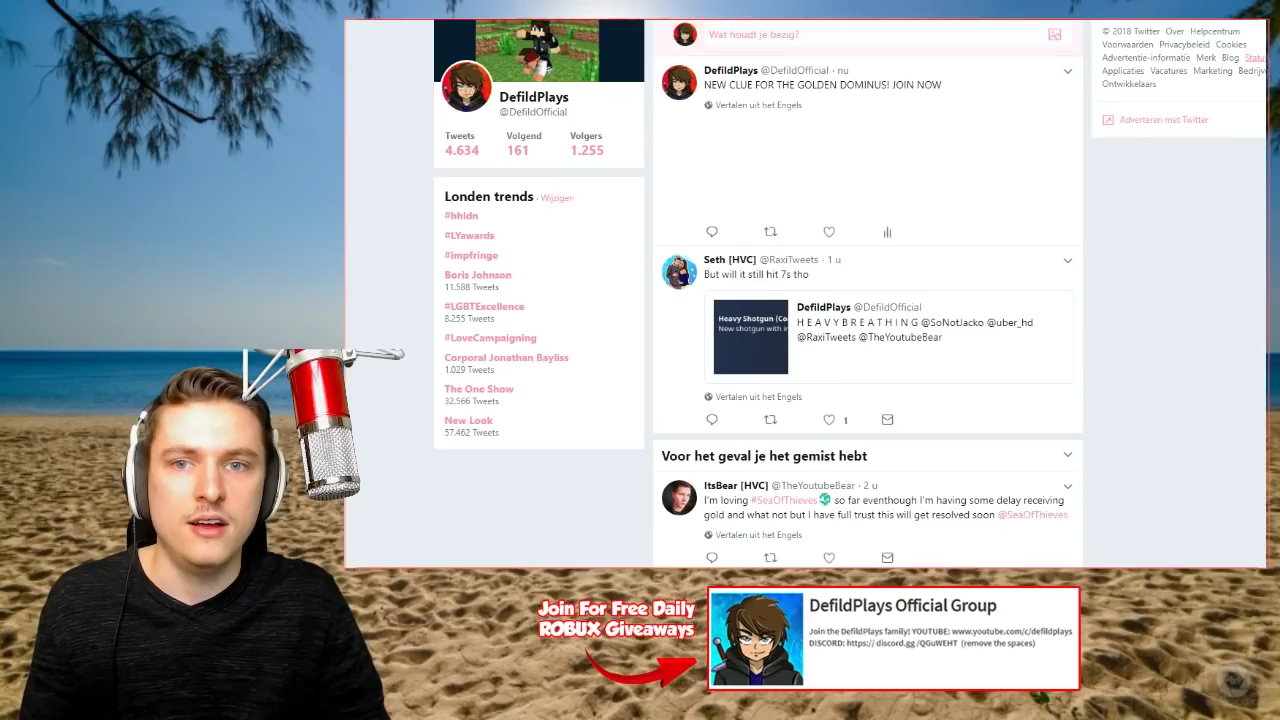 DefildPlays
@DefildOfficial
Tweets Volgend Volgers
4.634 161 1.255
Londen trends · Wijzigen
#hhldn
#LYawards
#impfringe
Boris Johnson
11.588 Tweets
#LGBTExcellence
8.255 Tweets
#LoveCampaigning
Corporal Jonathan Bayliss
1.029 Tweets
The One Show
32.566 Tweets
New Look
57.462 Tweets
Wat houdt je bezig?
DefildPlays @DefildOfficial · nu
NEW CLUE FOR THE GOLDEN DOMINUS! JOIN NOW
Vertalen uit het Engels
Seth [HVC] @RaxiTweets · 1 u
But will it still hit 7s tho
Heavy Shotgun (Co
New shotgun with
DefildPlays @DefildOfficial
H E A V Y B R E A T H I N G @SoNotJacko @uber_hd
@RaxiTweets @TheYoutubeBear
Vertalen uit het Engels
1
Voor het geval je het gemist hebt
ItsBear [HVC] @TheYoutubeBear · 2 u
I'm loving #SeaOfThieves so far eventhough I'm having some delay receiving
gold and what not but I have full trust this will get resolved soon @SeaOfThieves
Vertalen uit het Engels
© 2018 Twitter Over Helpcentrum
Voorwaarden Privacybeleid Cookies
Advertentie-informatie Merk Blog Statu
Applicaties Vacatures Marketing Bedrijv
Ontwikkelaars
Adverteren met Twitter
Join For Free Daily
ROBUX Giveaways
DefildPlays Official Group
Join the DefildPlays family! YOUTUBE: www.youtube.com/c/defildplays
DISCORD: https:// discord.gg /QGuWEHT (remove the spaces)